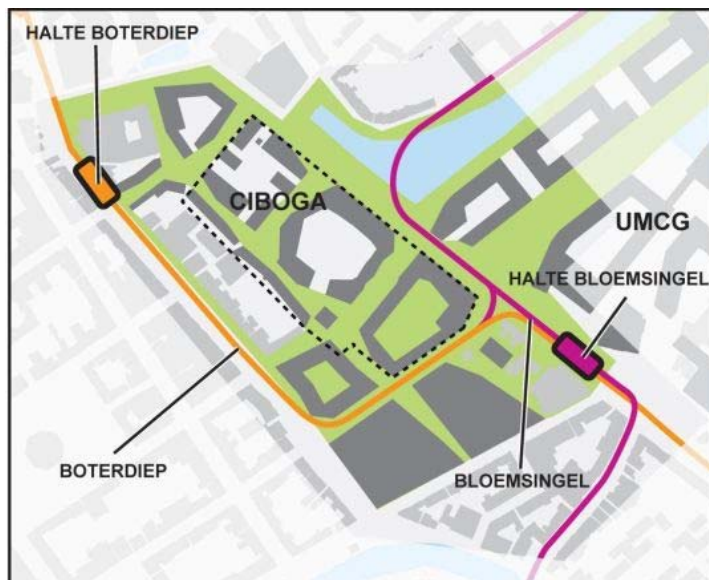 HALTE BOTERDIEP
CIBOGA
UMCG
HALTE BLOEMSINGEL
BOTERDIEP
BLOEMSINGEL